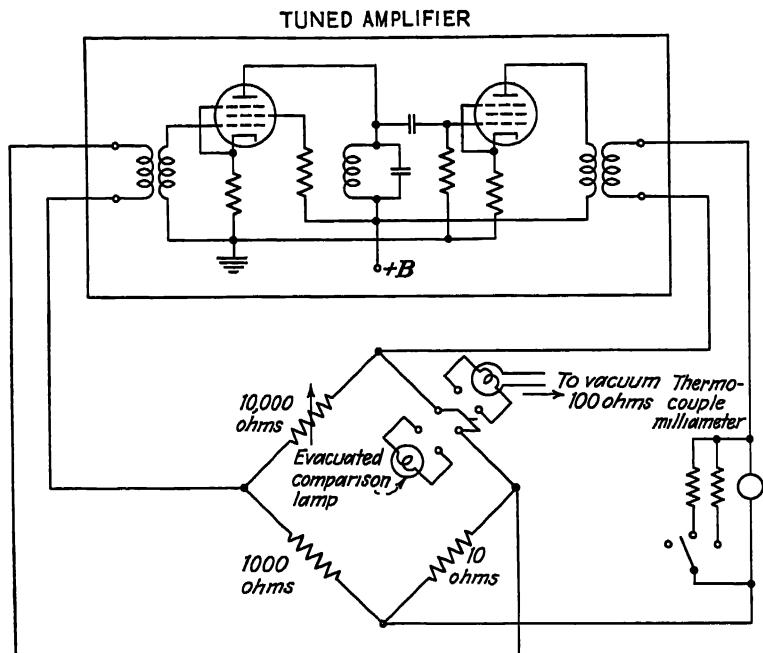 TUNED AMPLIFIER
+B
10,000
ohms
To vacuum
100 ohms
Thermo-
couple
milliameter
Evacuated
comparison
lamp
1000
ohms
10
ohms